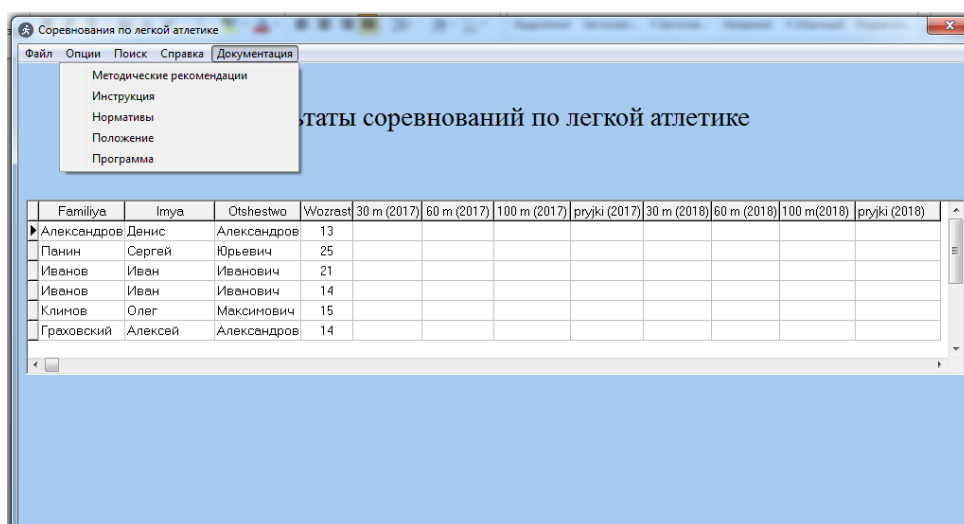 Соревнования по легкой атлетике
Файл Опции Поиск Справка Документация
Методические рекомендации
Инструкция
Нормативы
Положение
Программа
таты соревнований по легкой атлетике
Familiya Imya Otshestwo Wozrast 30 m (2017) 60 m (2017) 100 m (2017) pryjki (2017) 30 m (2018) 60 m (2018) 100 m(2018) pryjki (2018)
Александров Денис Александров 13
Панин Сергей Юрьевич 25
Иванов Иван Иванович 21
Иванов Иван Иванович 14
Климов Олег Максимович 15
Граховский Алексей Александров 14